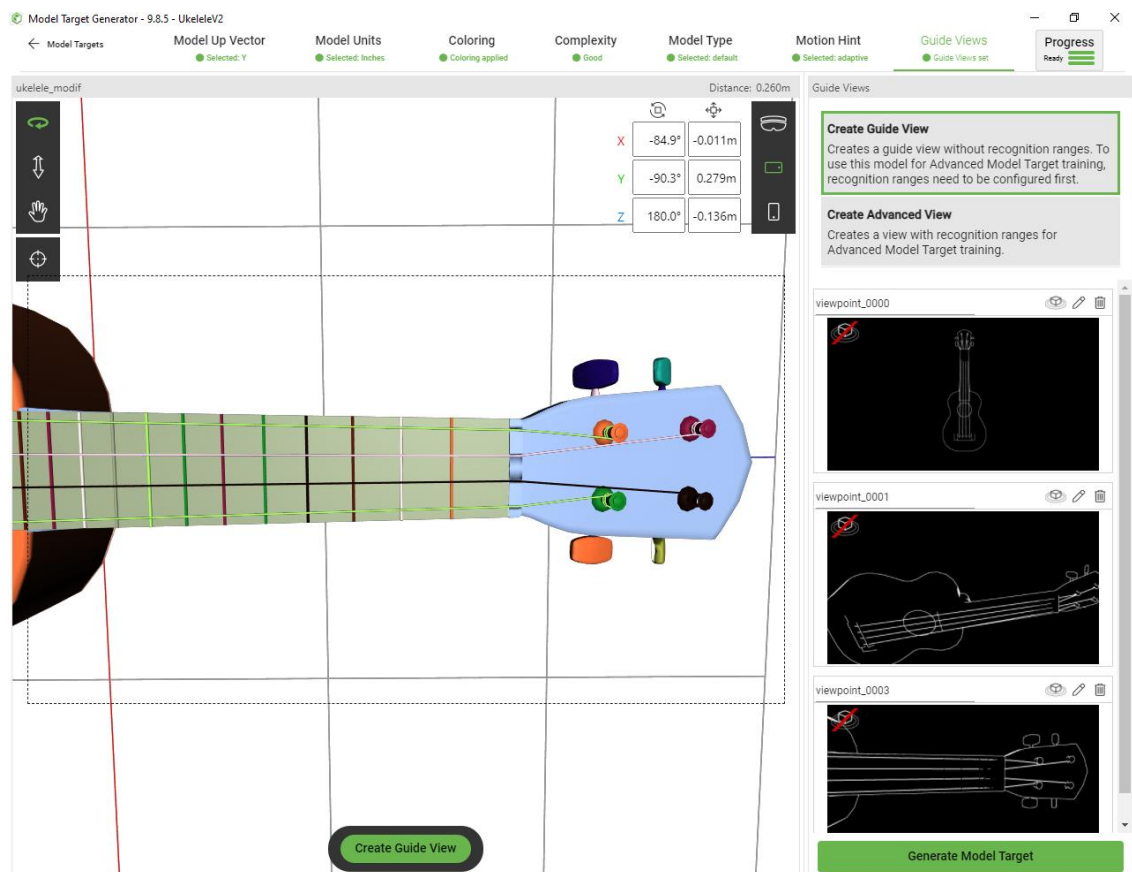 Model Target Generator - 9.8.5 - UkeleleV2
Model Targets
Model Up Vector
Selected: Y
Model Units
Selected: Inches
Coloring
Coloring applied
Complexity
Good
Model Type
Selected: default
Motion Hint
Selected: adaptive
Guide Views
Guide Views set
Progress
Ready
ukelele_modif
Distance: 0.260m
X -84.9° -0.011m
Y -90.3° 0.279m
Z 180.0° -0.136m
Create Guide View
Guide Views
Create Guide View
Creates a guide view without recognition ranges. To
use this model for Advanced Model Target training,
recognition ranges need to be configured first.
Create Advanced View
Creates a view with recognition ranges for
Advanced Model Target training.
viewpoint_0000
viewpoint_0001
viewpoint_0003
Generate Model Target